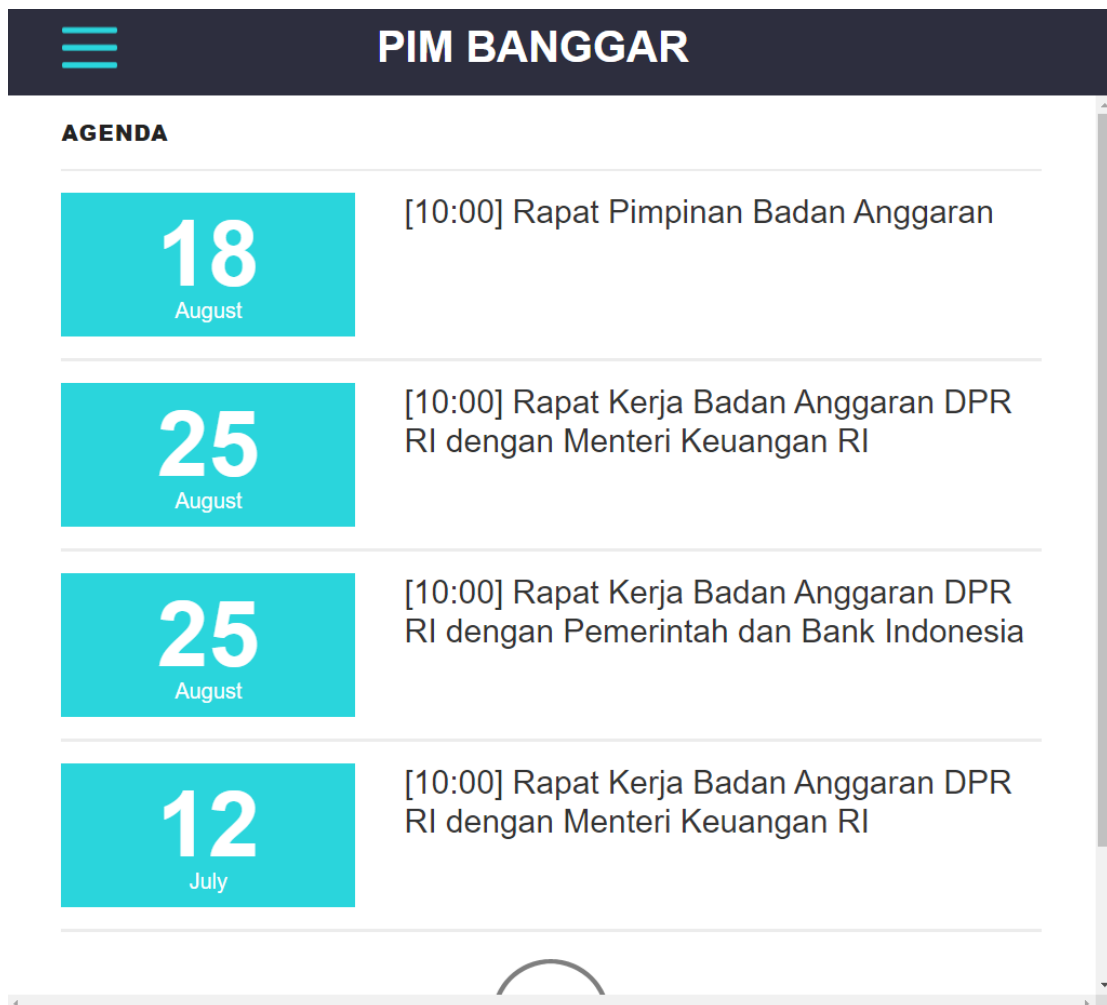 PIM BANGGAR
AGENDA
18
August
[10:00] Rapat Pimpinan Badan Anggaran
25
August
[10:00] Rapat Kerja Badan Anggaran DPR
RI dengan Menteri Keuangan RI
25
August
[10:00] Rapat Kerja Badan Anggaran DPR
RI dengan Pemerintah dan Bank Indonesia
12
July
[10:00] Rapat Kerja Badan Anggaran DPR
RI dengan Menteri Keuangan RI